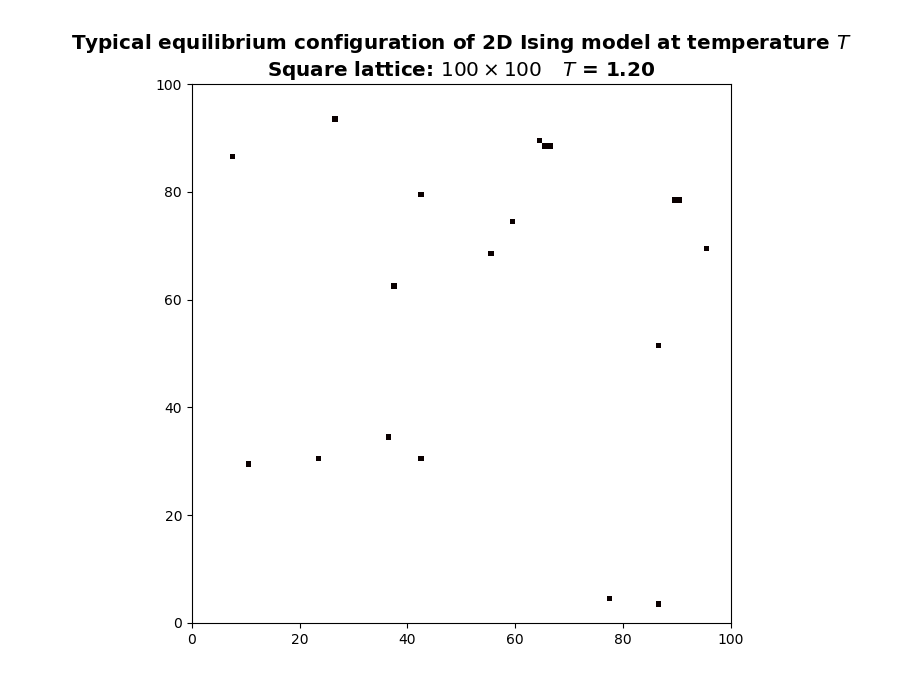 Typical equilibrium configuration of 2D Ising model at temperature T
Square lattice: 100 × 100 T = 1.20
100
80
60
40
20
0
0 20 40 60 80 100